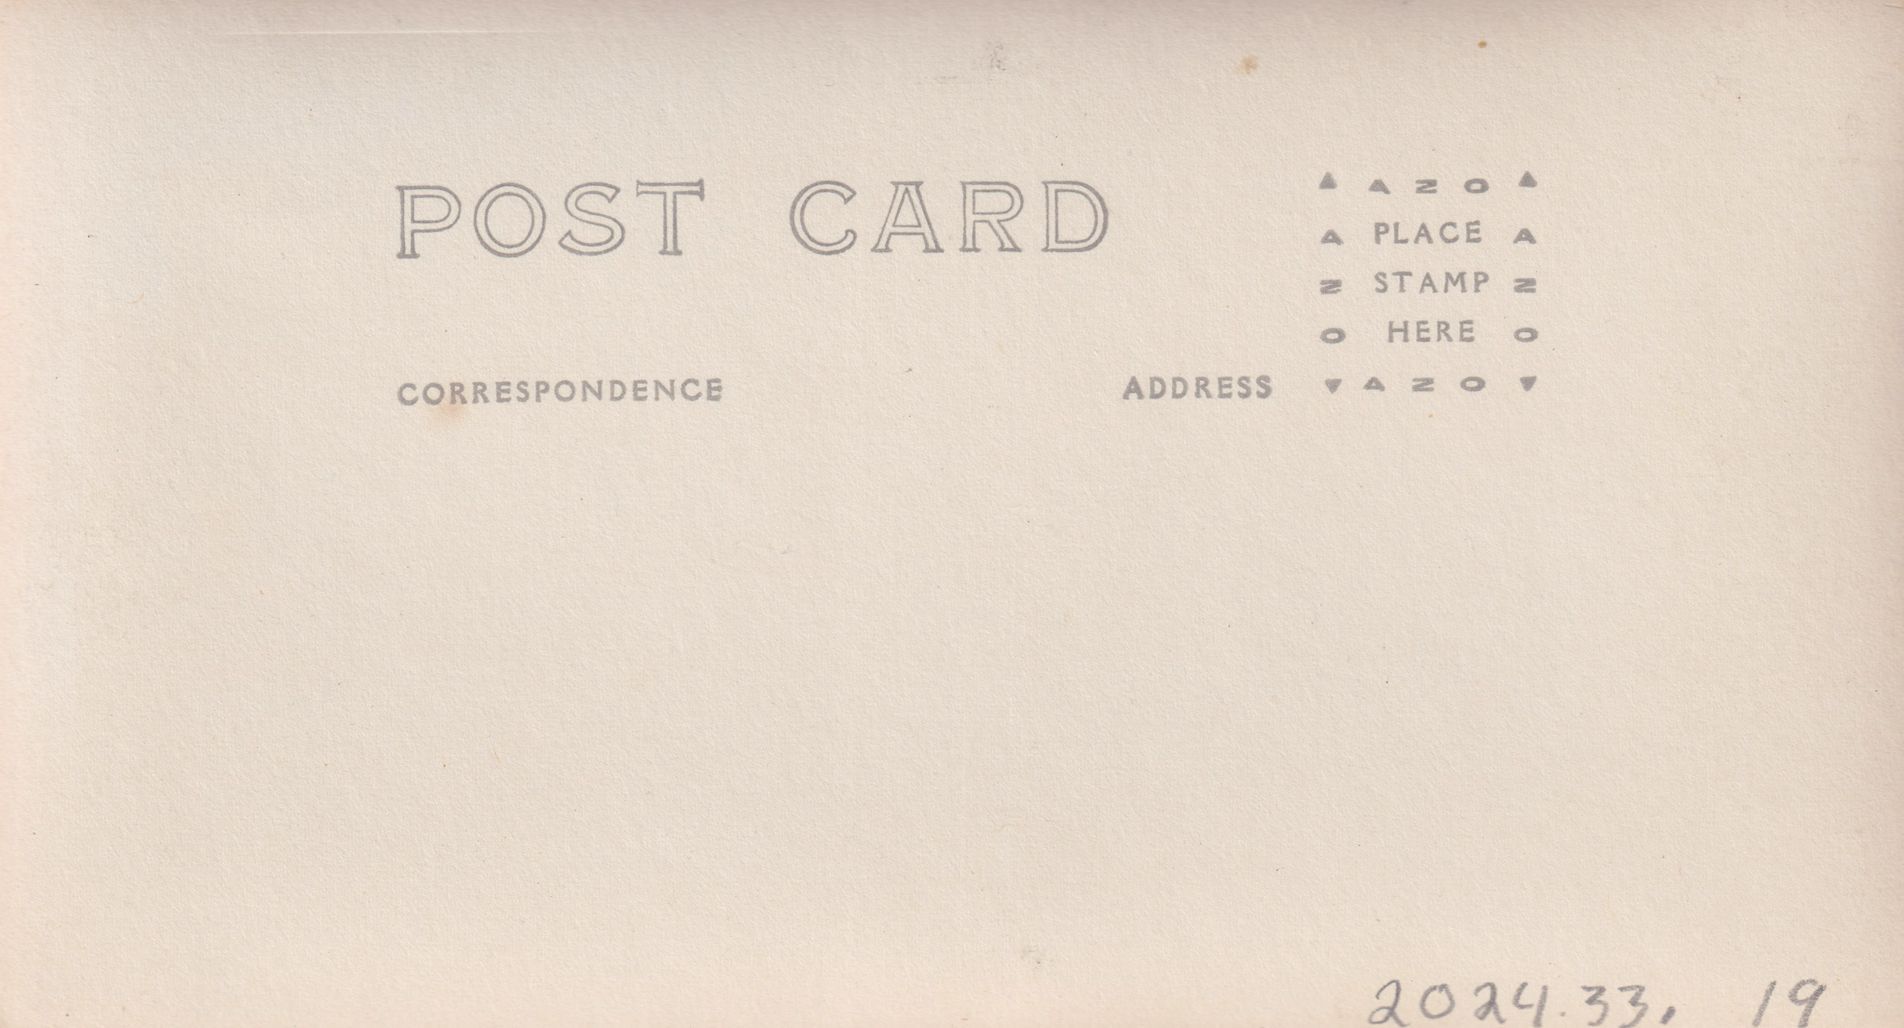 POST CARD
▲ AZO ▲
A PLACE A
Z STAMP Z
O HERE O
▼ AZO ▼
CORRESPONDENCE
ADDRESS
2024.33. 19